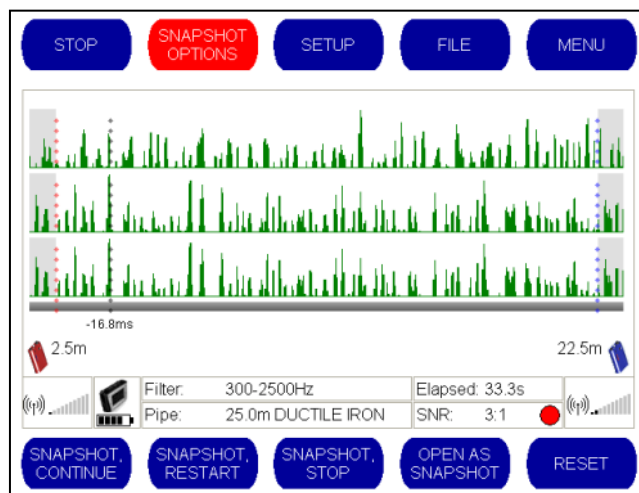 STOP
SNAPSHOT
OPTIONS
SETUP
FILE
MENU
-16.8ms
2.5m
22.5m
Filter: 300-2500Hz
Elapsed: 33.3s
Pipe: 25.0m DUCTILE IRON
SNR: 3:1
SNAPSHOT,
CONTINUE
SNAPSHOT,
RESTART
SNAPSHOT,
STOP
OPEN AS
SNAPSHOT
RESET